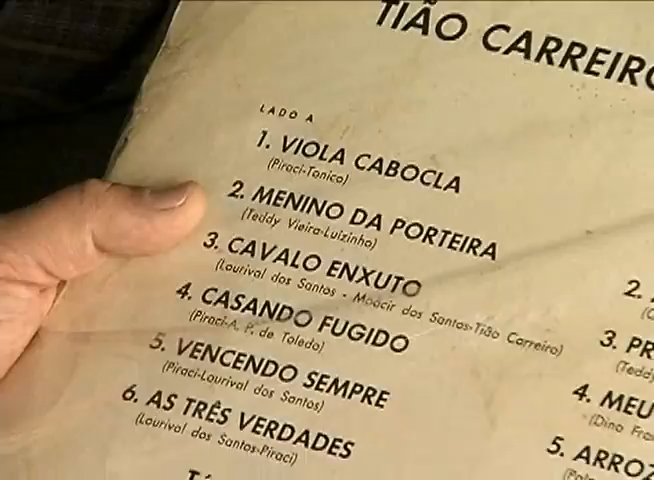 TIÃO CARREIRO
LADO A
1. VIOLA CABOCLA
(Piraci-Tonico)
2. MENINO DA PORTEIRA
(Teddy Vieira-Luizinho)
3. CAVALO ENXUTO
(Lourival dos Santos - Moacir dos Santos-Tião Carreiro)
4. CASANDO FUGIDO
(Piraci-A. P. de Toledo)
5. VENCENDO SEMPRE
(Piraci-Lourival dos Santos)
6. AS TRÊS VERDADES
(Lourival dos Santos-Piraci)
2.
3. PR
(Teddy
4. MEU
(Dino
5. ARROZ